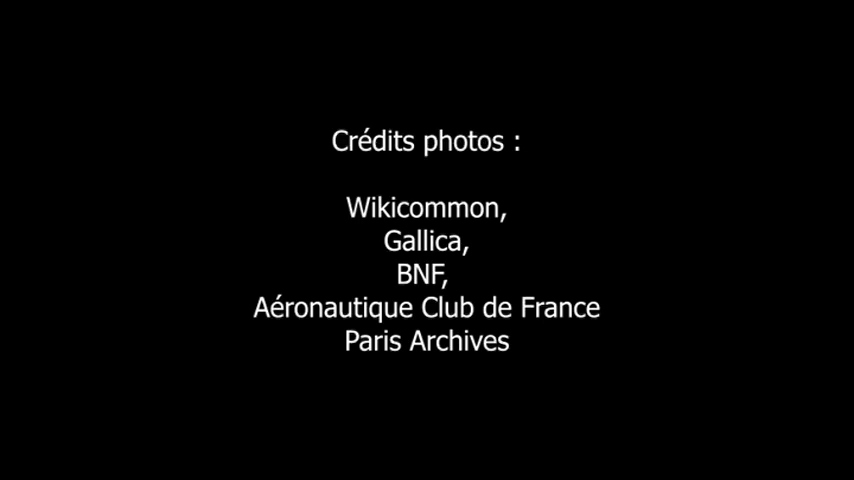 Crédits photos :
Wikicommon,
Gallica,
BNF,
Aéronautique Club de France
Paris Archives